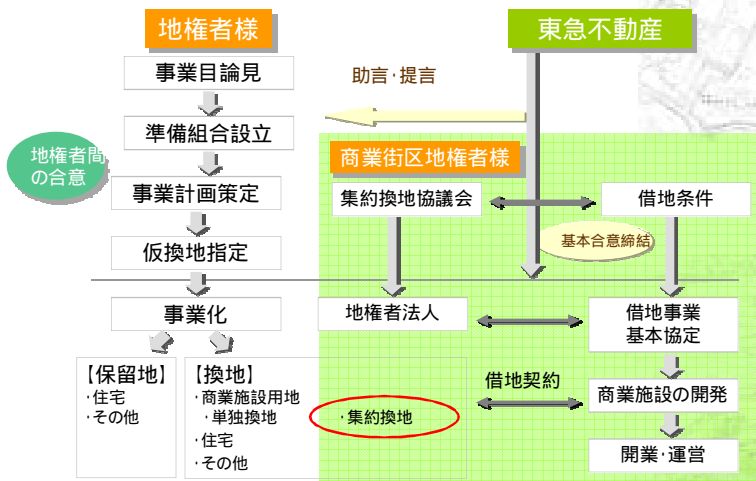 地権者様
東急不動産
事業目論見
助言·提言
準備組合設立
地権者間
の合意
商業街区地権者様
事業計画策定
集約換地協議会
借地条件
基本合意締結
仮換地指定
事業化
地権者法人
借地事業
基本協定
【保留地】
·住宅
·その他
【換地】
·商業施設用地
·単独換地
·住宅
·その他
·集約換地
借地契約
商業施設の開発
開業·運営